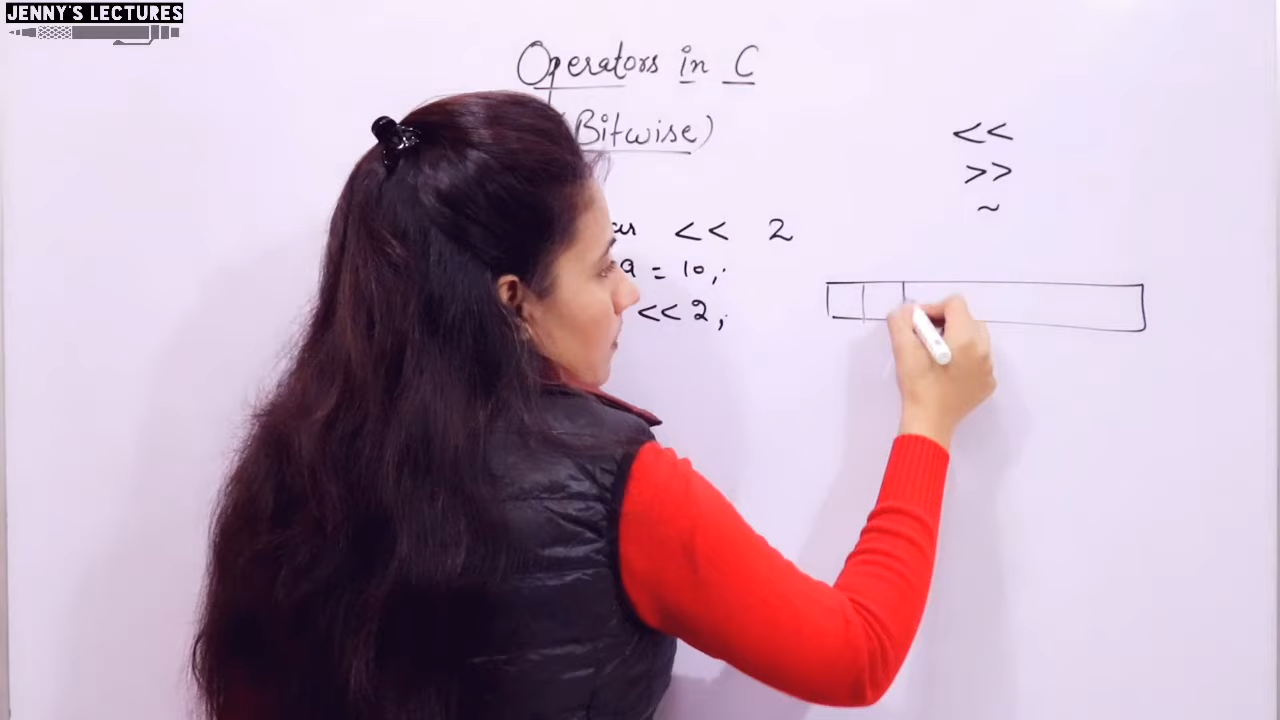 JENNY'S LECTURES
Operators in C
(Bitwise)
<<
>>
~
<< 2
a = 10;
<< 2;